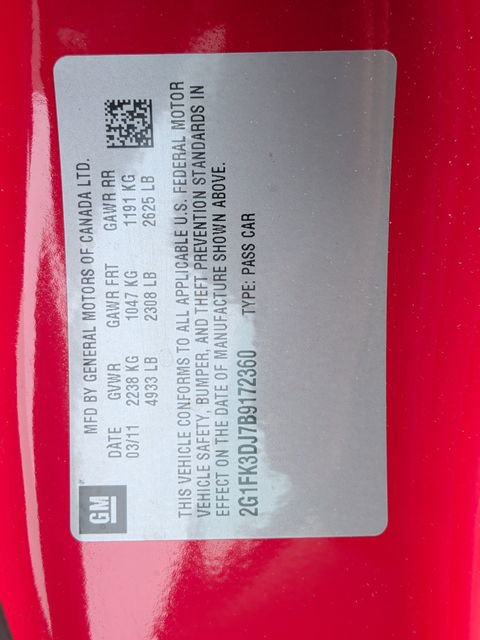 GM
MFD BY GENERAL MOTORS OF CANADA LTD.
DATE GVWR GAWR FRT GAWR RR
03/11 2238 KG 1047 KG 1191 KG
4933 LB 2308 LB 2625 LB
THIS VEHICLE CONFORMS TO ALL APPLICABLE U.S. FEDERAL MOTOR
VEHICLE SAFETY, BUMPER, AND THEFT PREVENTION STANDARDS IN
EFFECT ON THE DATE OF MANUFACTURE SHOWN ABOVE.
2G1FK3DJ7B9172360 TYPE: PASS CAR